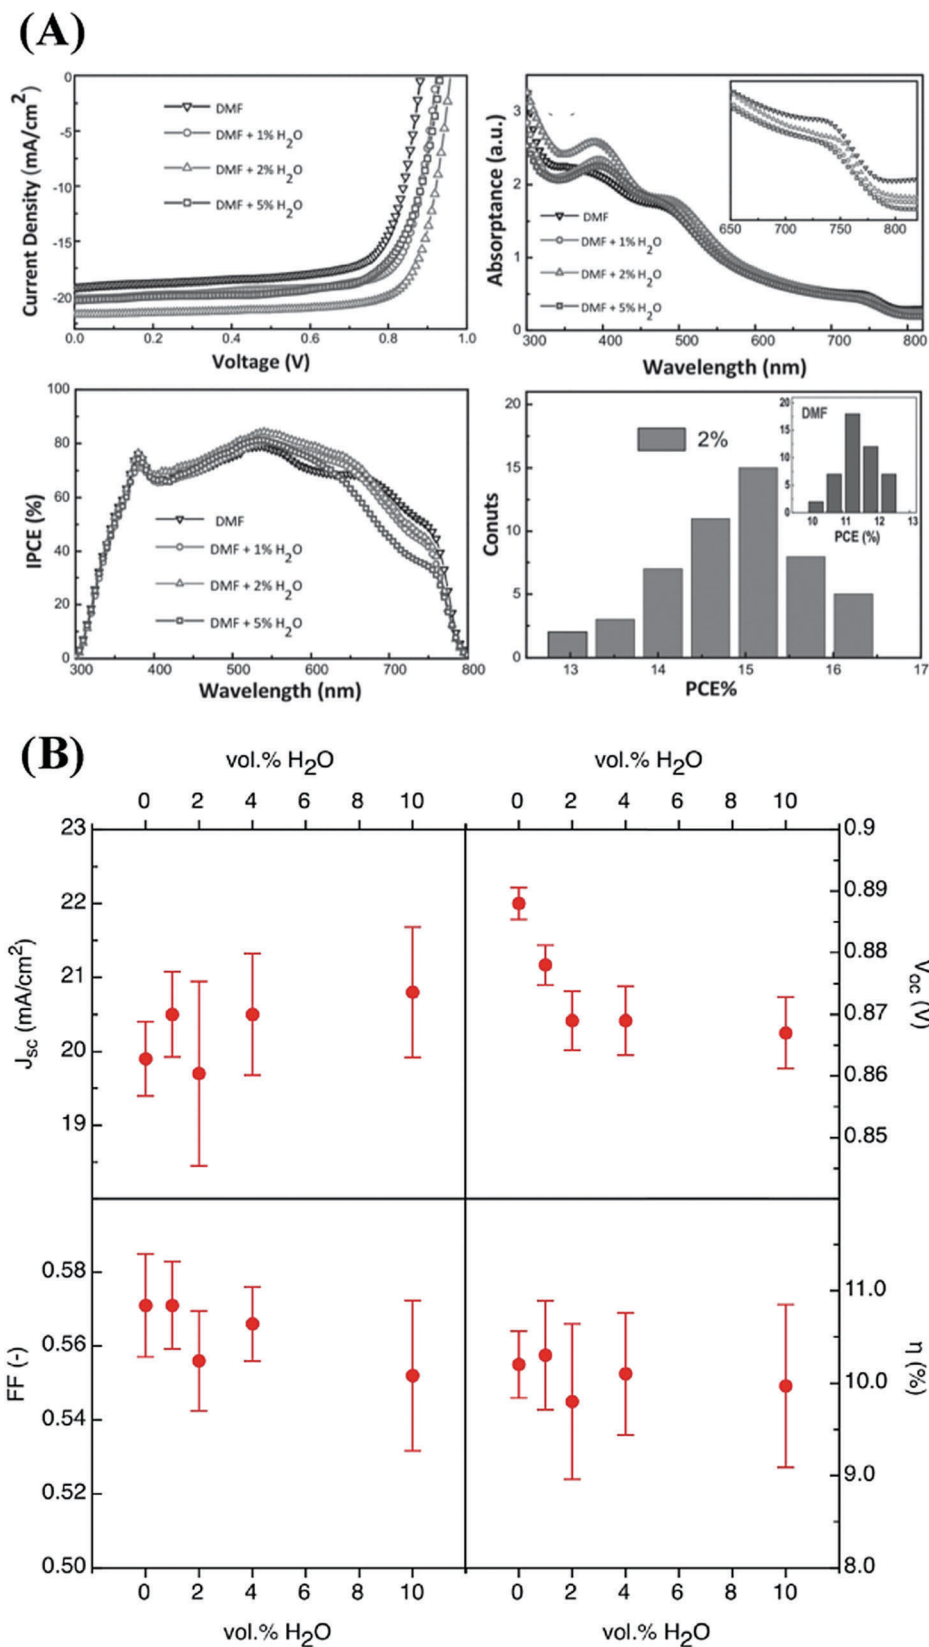 (A)
Current Density (mA/cm2)
0
-5
-10
-15
-20
DMF
DMF + 1% H2O
DMF + 2% H2O
DMF + 5% H2O
0.0 0.2 0.4 0.6 0.8 1.0
Voltage (V)
Absorptance (a.u.)
3
2
1
0
DMF
DMF + 1% H2O
DMF + 2% H2O
DMF + 5% H2O
650 700 750 800
300 400 500 600 700 800
Wavelength (nm)
IPCE (%)
100
80
60
40
20
0
DMF
DMF + 1% H2O
DMF + 2% H2O
DMF + 5% H2O
300 400 500 600 700 800
Wavelength (nm)
Conuts
20
15
10
5
0
2%
DMF
20
15
10
5
0
10 11 12 13
PCE (%)
13 14 15 16 17
PCE%
(B)
vol.% H2O
vol.% H2O
0 2 4 6 8 10
0 2 4 6 8 10
Jsc (mA/cm2)
23
22
21
20
19
0.9
0.89
0.88
0.87
0.86
0.85
Voc (V)
FF (-)
0.58
0.56
0.54
0.52
0.50
11.0
10.0
9.0
8.0
η (%)
0 2 4 6 8 10
0 2 4 6 8 10
vol.% H2O
vol.% H2O